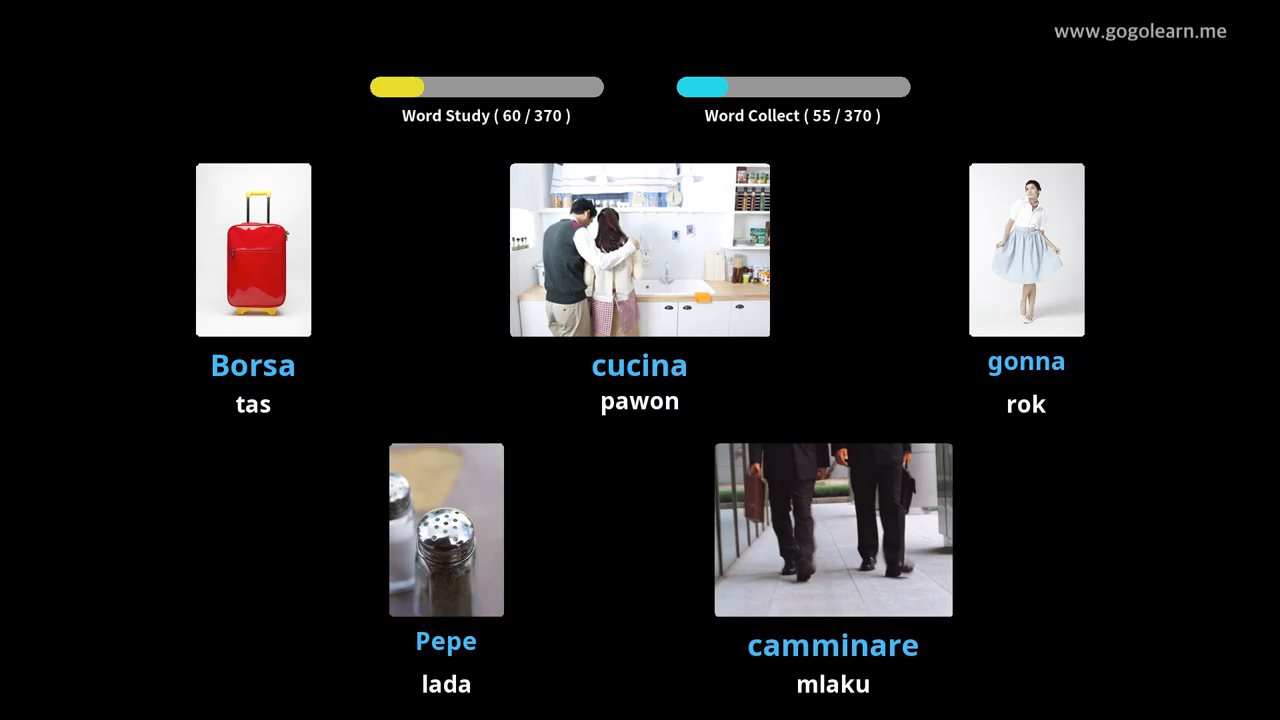 www.gogolearn.me
Word Study ( 60 / 370 )
Word Collect ( 55 / 370 )
Borsa
tas
cucina
pawon
gonna
rok
Pepe
lada
camminare
mlaku